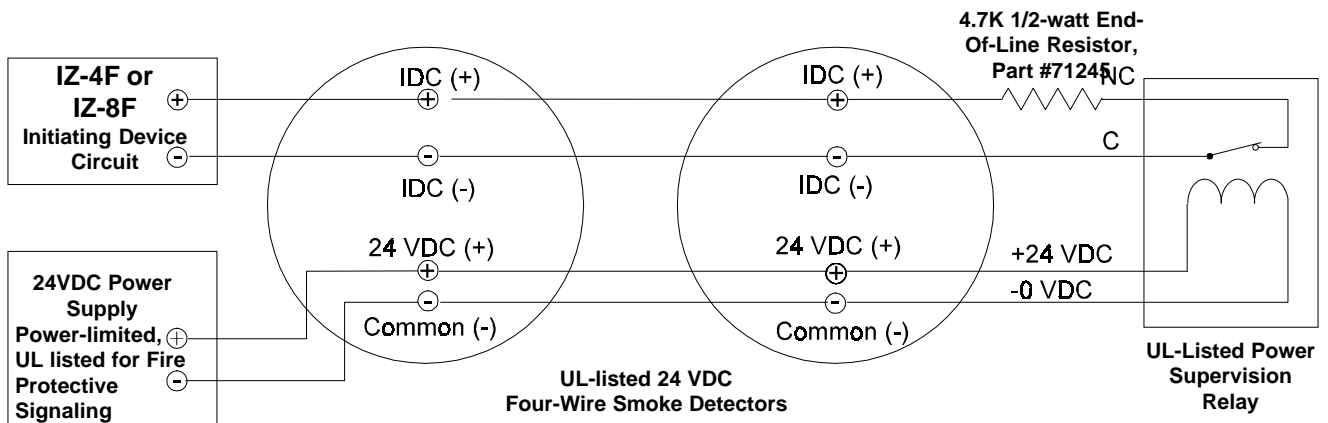 4.7K 1/2-watt End-
Of-Line Resistor,
Part #71245
IZ-4F or
IZ-8F
Initiating Device
Circuit
+
-
IDC (+)
+
-
IDC (-)
IDC (+)
+
-
IDC (-)
NC
C
24VDC Power
Supply
Power-limited,
UL listed for Fire
Protective
Signaling
+
-
24 VDC (+)
+
-
Common (-)
24 VDC (+)
+
-
Common (-)
+24 VDC
-0 VDC
UL-listed 24 VDC
Four-Wire Smoke Detectors
UL-Listed Power
Supervision
Relay